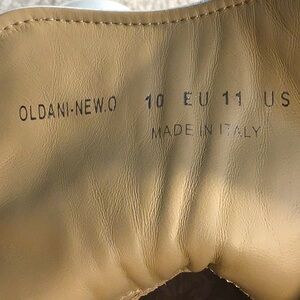 OLDANI-NEW.O 10 EU 11 US
MADE IN ITALY